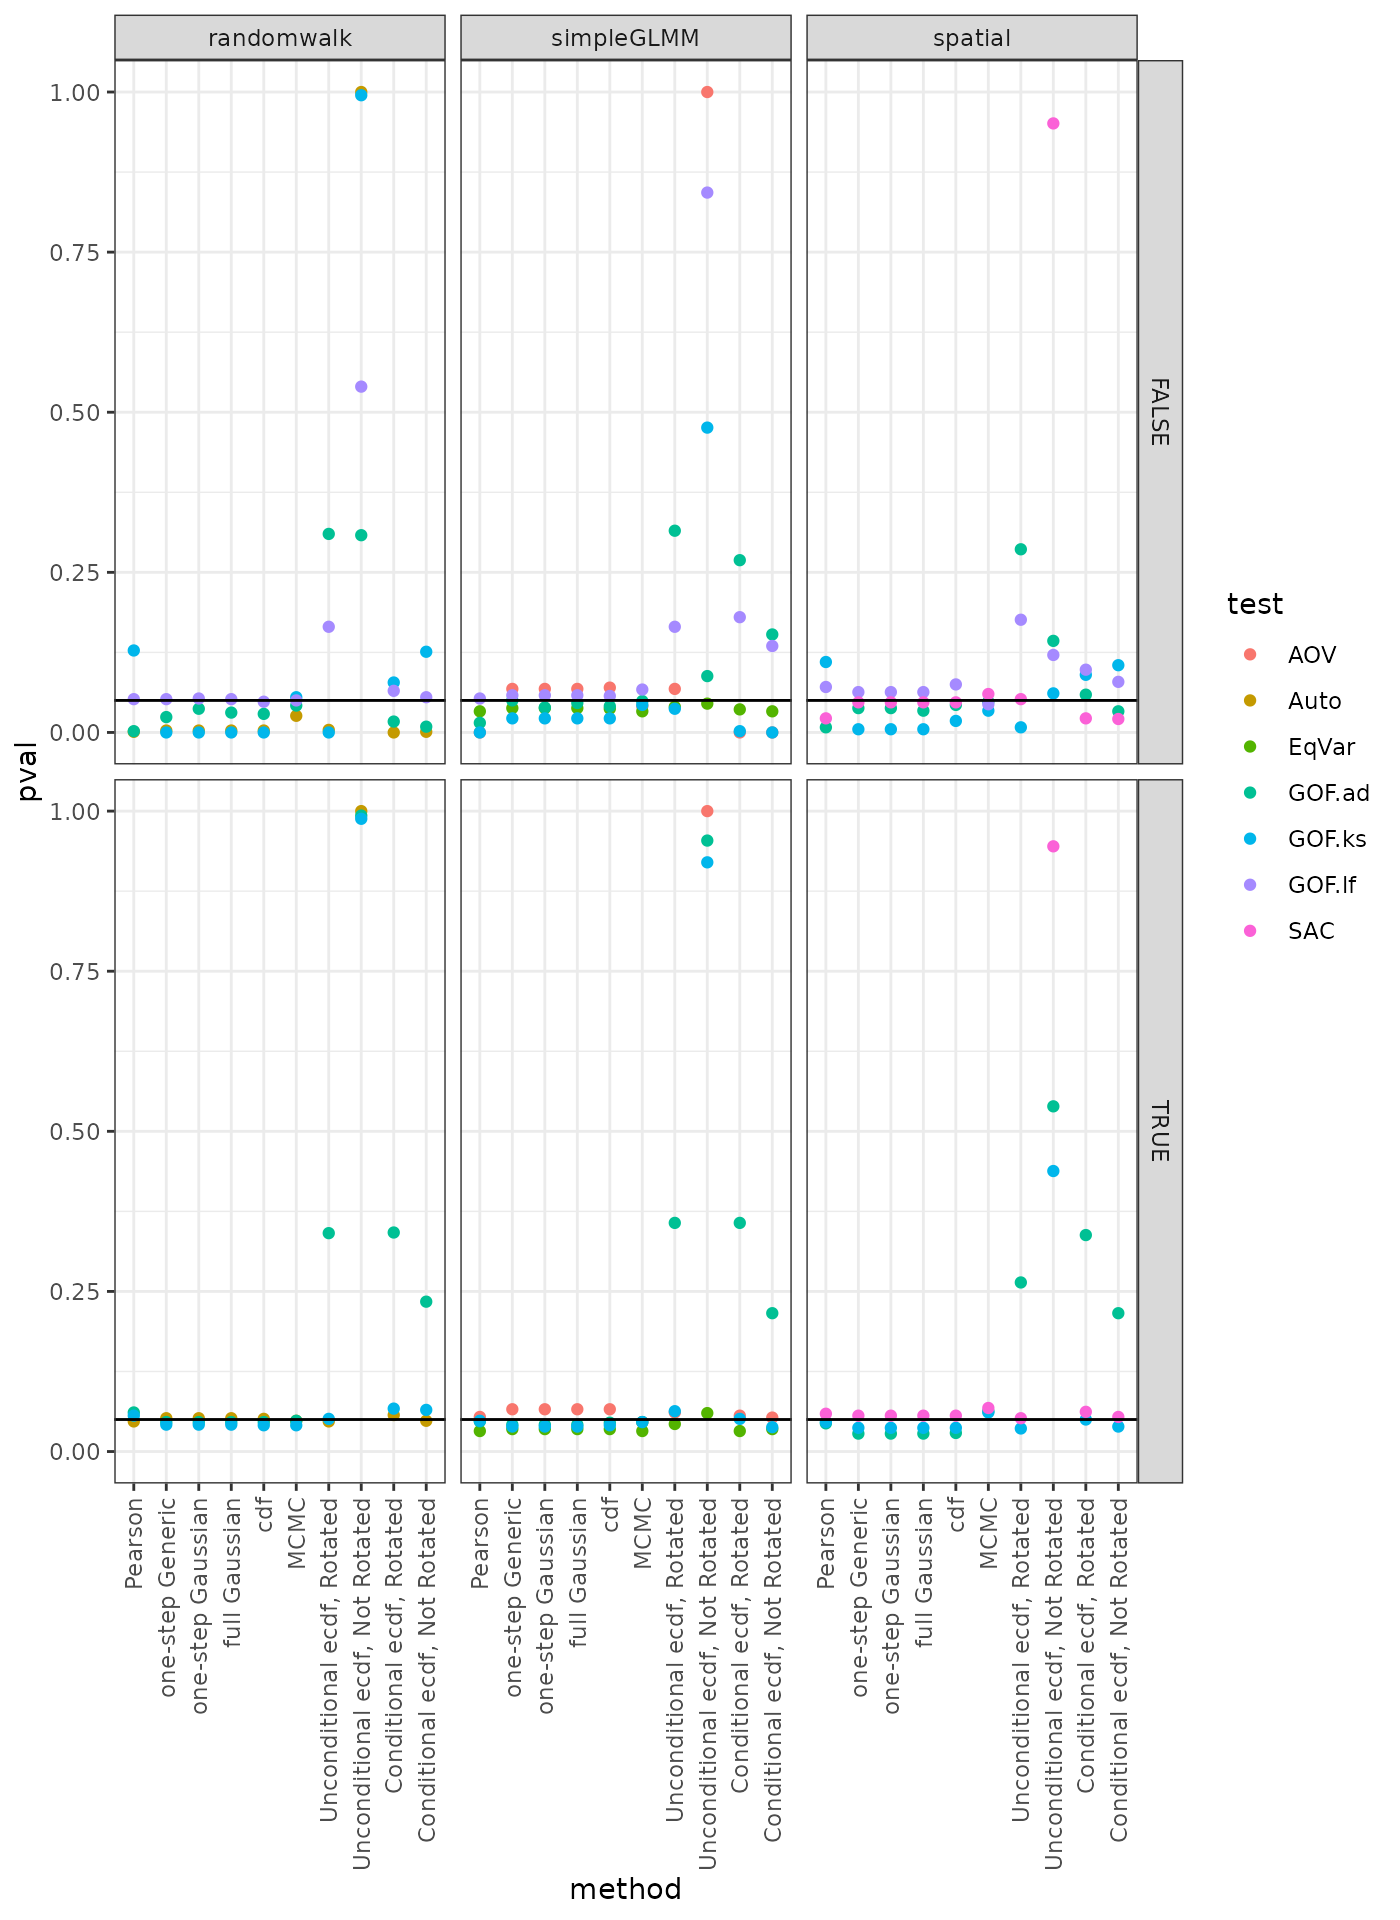 randomwalk
simpleGLMM
spatial
1.00
0.75
0.50
0.25
0.00
FALSE
1.00
0.75
0.50
0.25
0.00
TRUE
pval
Pearson
one-step Generic
one-step Gaussian
full Gaussian
cdf
MCMC
Unconditional ecdf, Rotated
Unconditional ecdf, Not Rotated
Conditional ecdf, Rotated
Conditional ecdf, Not Rotated
Pearson
one-step Generic
one-step Gaussian
full Gaussian
cdf
MCMC
Unconditional ecdf, Rotated
Unconditional ecdf, Not Rotated
Conditional ecdf, Rotated
Conditional ecdf, Not Rotated
Pearson
one-step Generic
one-step Gaussian
full Gaussian
cdf
MCMC
Unconditional ecdf, Rotated
Unconditional ecdf, Not Rotated
Conditional ecdf, Rotated
Conditional ecdf, Not Rotated
method
test
AOV
Auto
EqVar
GOF.ad
GOF.ks
GOF.lf
SAC